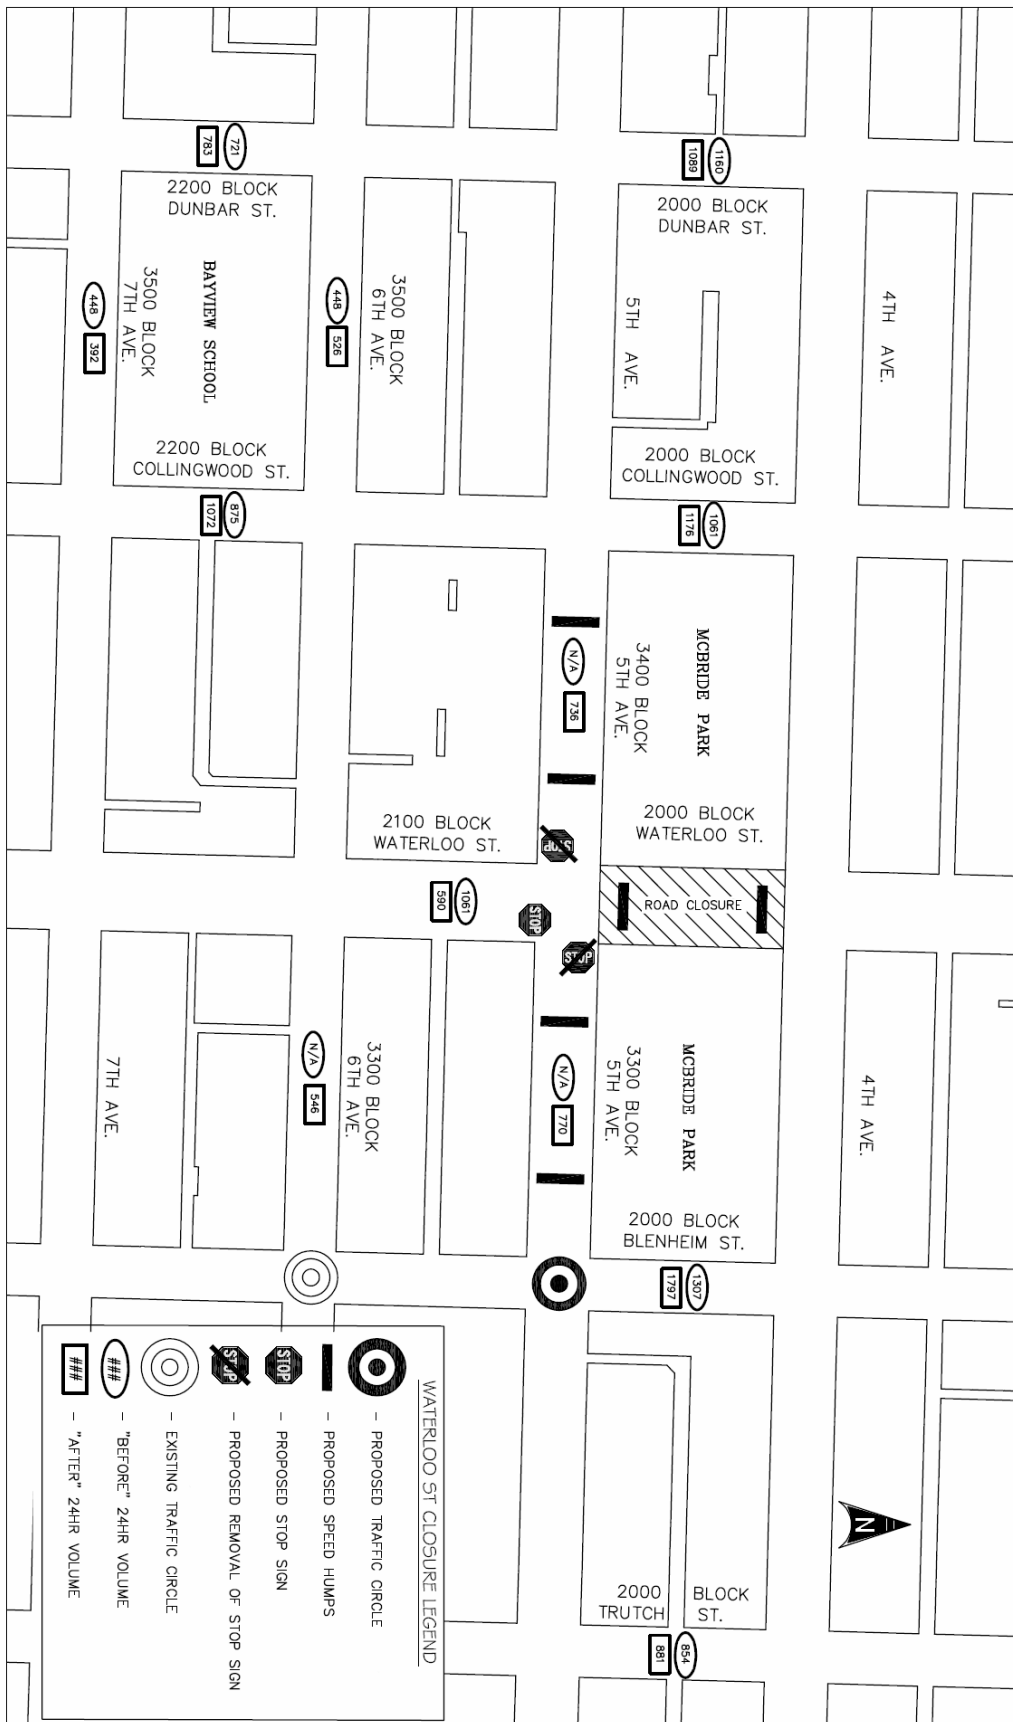 721
783
2200 BLOCK
DUNBAR ST.
1160
1089
2000 BLOCK
DUNBAR ST.
448
392
3500 BLOCK
7TH AVE.
BAYVIEW SCHOOL
448
526
3500 BLOCK
6TH AVE.
5TH AVE.
4TH AVE.
2200 BLOCK
COLLINGWOOD ST.
2000 BLOCK
COLLINGWOOD ST.
875
1072
1061
1176
N/A
736
3400 BLOCK
5TH AVE.
MCBRIDE PARK
2100 BLOCK
WATERLOO ST.
2000 BLOCK
WATERLOO ST.
STOP
1061
590
STOP
ROAD CLOSURE
STOP
7TH AVE.
N/A
546
3300 BLOCK
6TH AVE.
N/A
770
3300 BLOCK
5TH AVE.
MCBRIDE PARK
4TH AVE.
2000 BLOCK
BLENHEIM ST.
1307
1797
WATERLOO ST CLOSURE LEGEND
- PROPOSED TRAFFIC CIRCLE
- PROPOSED SPEED HUMPS
STOP - PROPOSED STOP SIGN
STOP - PROPOSED REMOVAL OF STOP SIGN
- EXISTING TRAFFIC CIRCLE
### - "BEFORE" 24HR VOLUME
### - "AFTER" 24HR VOLUME
N
2000 BLOCK
TRUTCH ST.
854
881